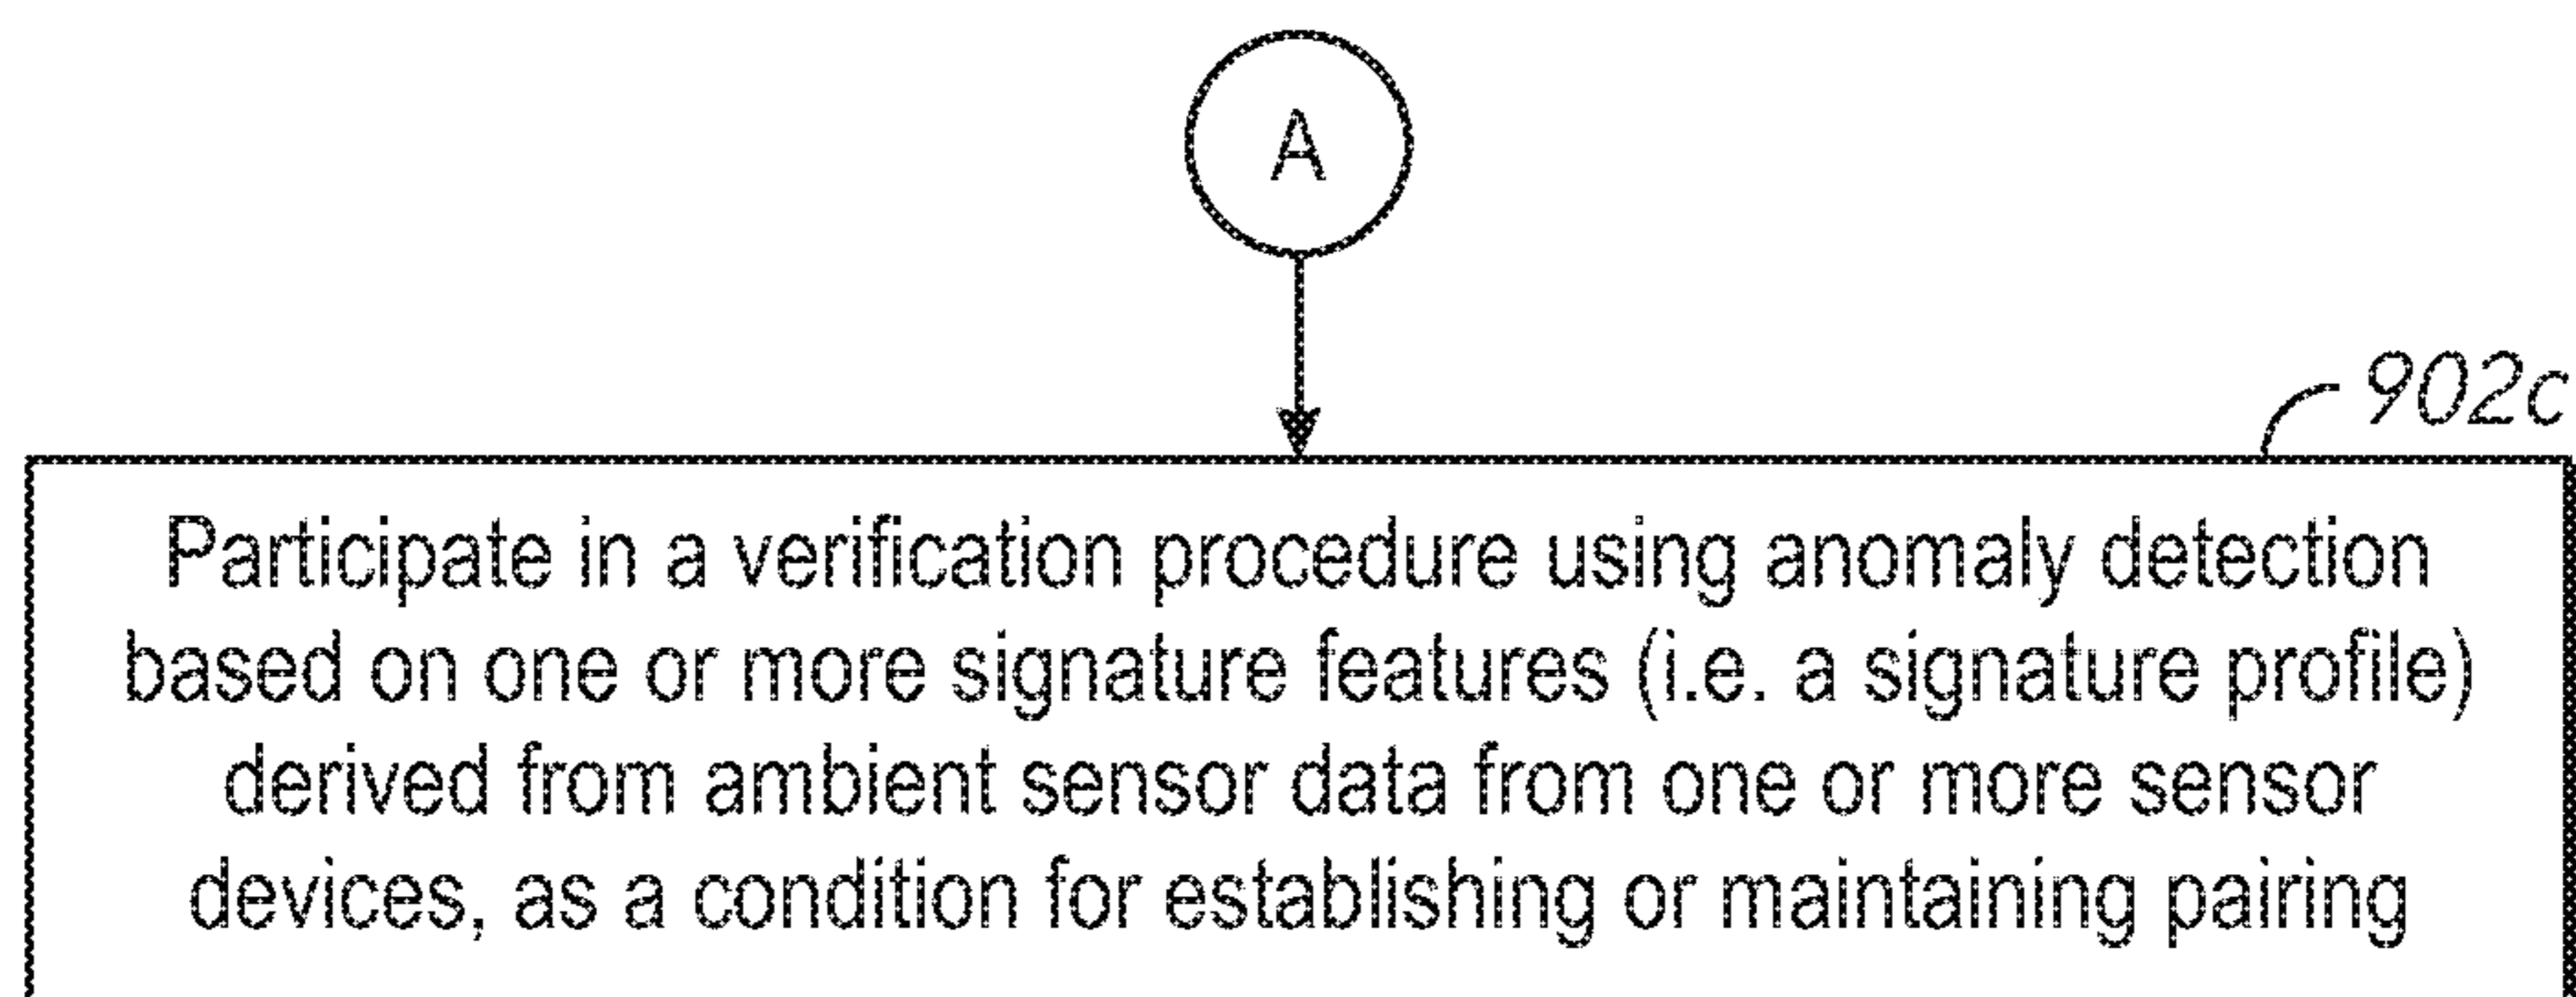 A
902c
Participate in a verification procedure using anomaly detection
based on one or more signature features (i.e. a signature profile)
derived from ambient sensor data from one or more sensor
devices, as a condition for establishing or maintaining pairing